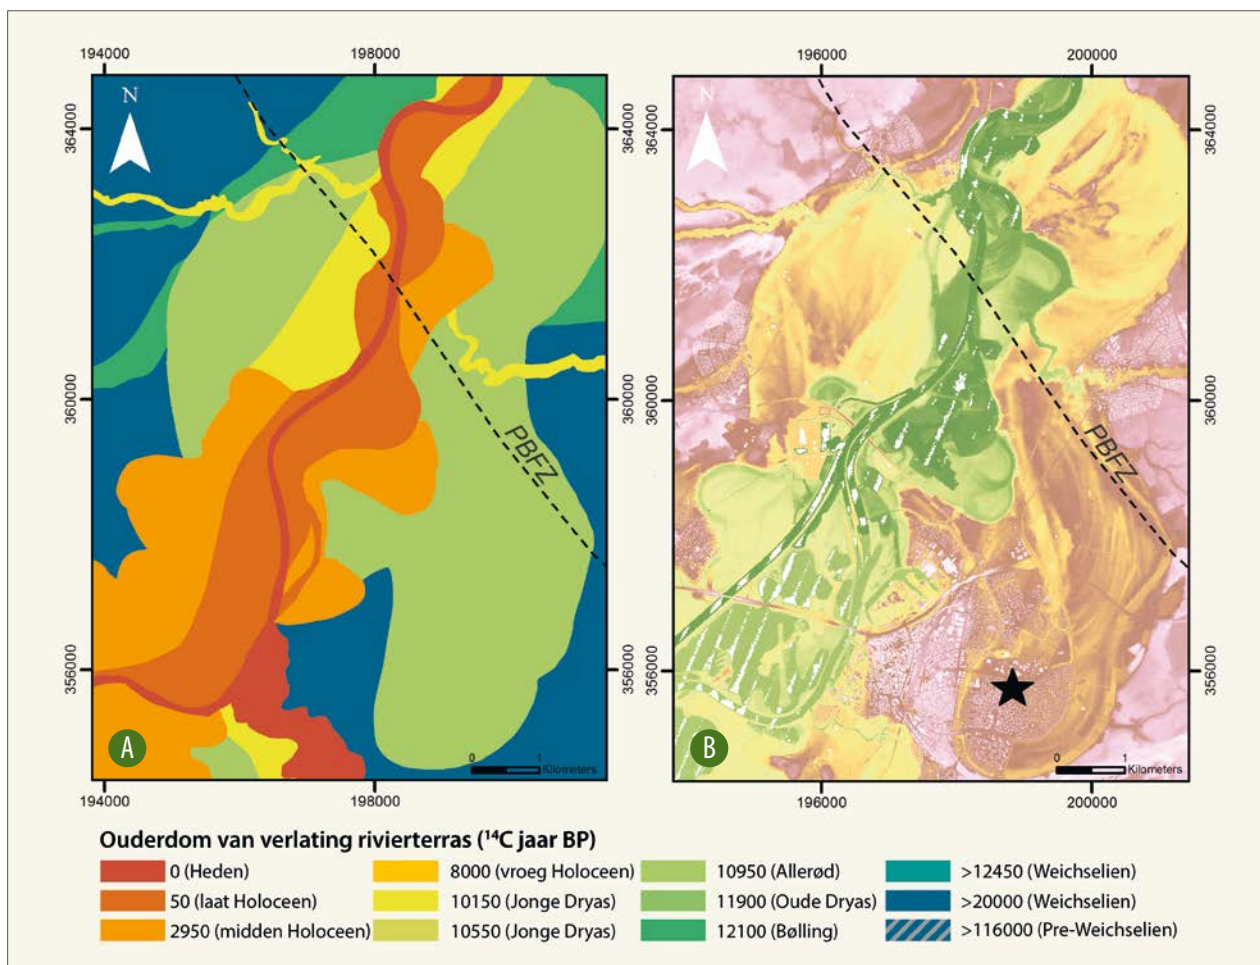 194000 198000
196000 200000
N
N
364000
364000
364000
364000
360000
360000
360000
360000
356000
356000
356000
356000
PBFZ
PBFZ
A
B
0 1
Kilometers
0 1
Kilometers
194000 198000
196000 200000
Ouderdom van verlating rivierterras (¹⁴C jaar BP)
0 (Heden)
50 (laat Holoceen)
2950 (midden Holoceen)
8000 (vroeg Holoceen)
10150 (Jonge Dryas)
10550 (Jonge Dryas)
10950 (Allerød)
11900 (Oude Dryas)
12100 (Bølling)
>12450 (Weichselien)
>20000 (Weichselien)
>116000 (Pre-Weichselien)